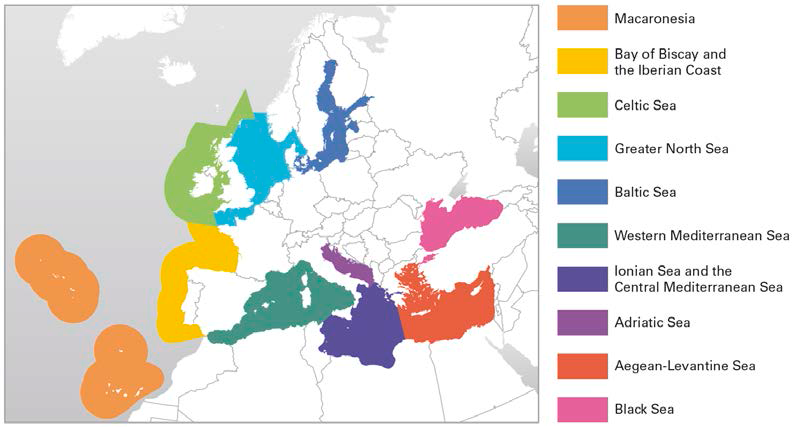 Macaronesia
Bay of Biscay and
the Iberian Coast
Celtic Sea
Greater North Sea
Baltic Sea
Western Mediterranean Sea
Ionian Sea and the
Central Mediterranean Sea
Adriatic Sea
Aegean-Levantine Sea
Black Sea